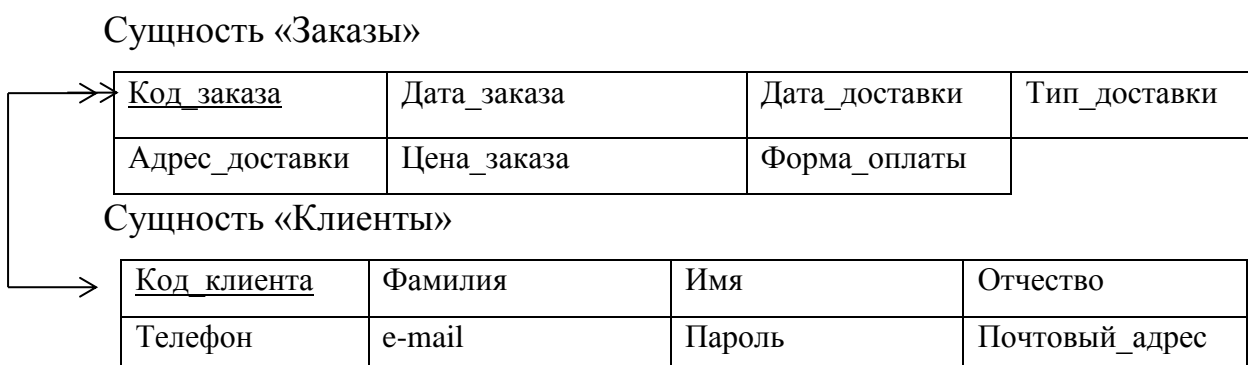 Сущность «Заказы»
Код_заказа Дата_заказа Дата_доставки Тип_доставки
Адрес_доставки Цена_заказа Форма_оплаты
Сущность «Клиенты»
Код_клиента Фамилия Имя Отчество
Телефон e-mail Пароль Почтовый_адрес